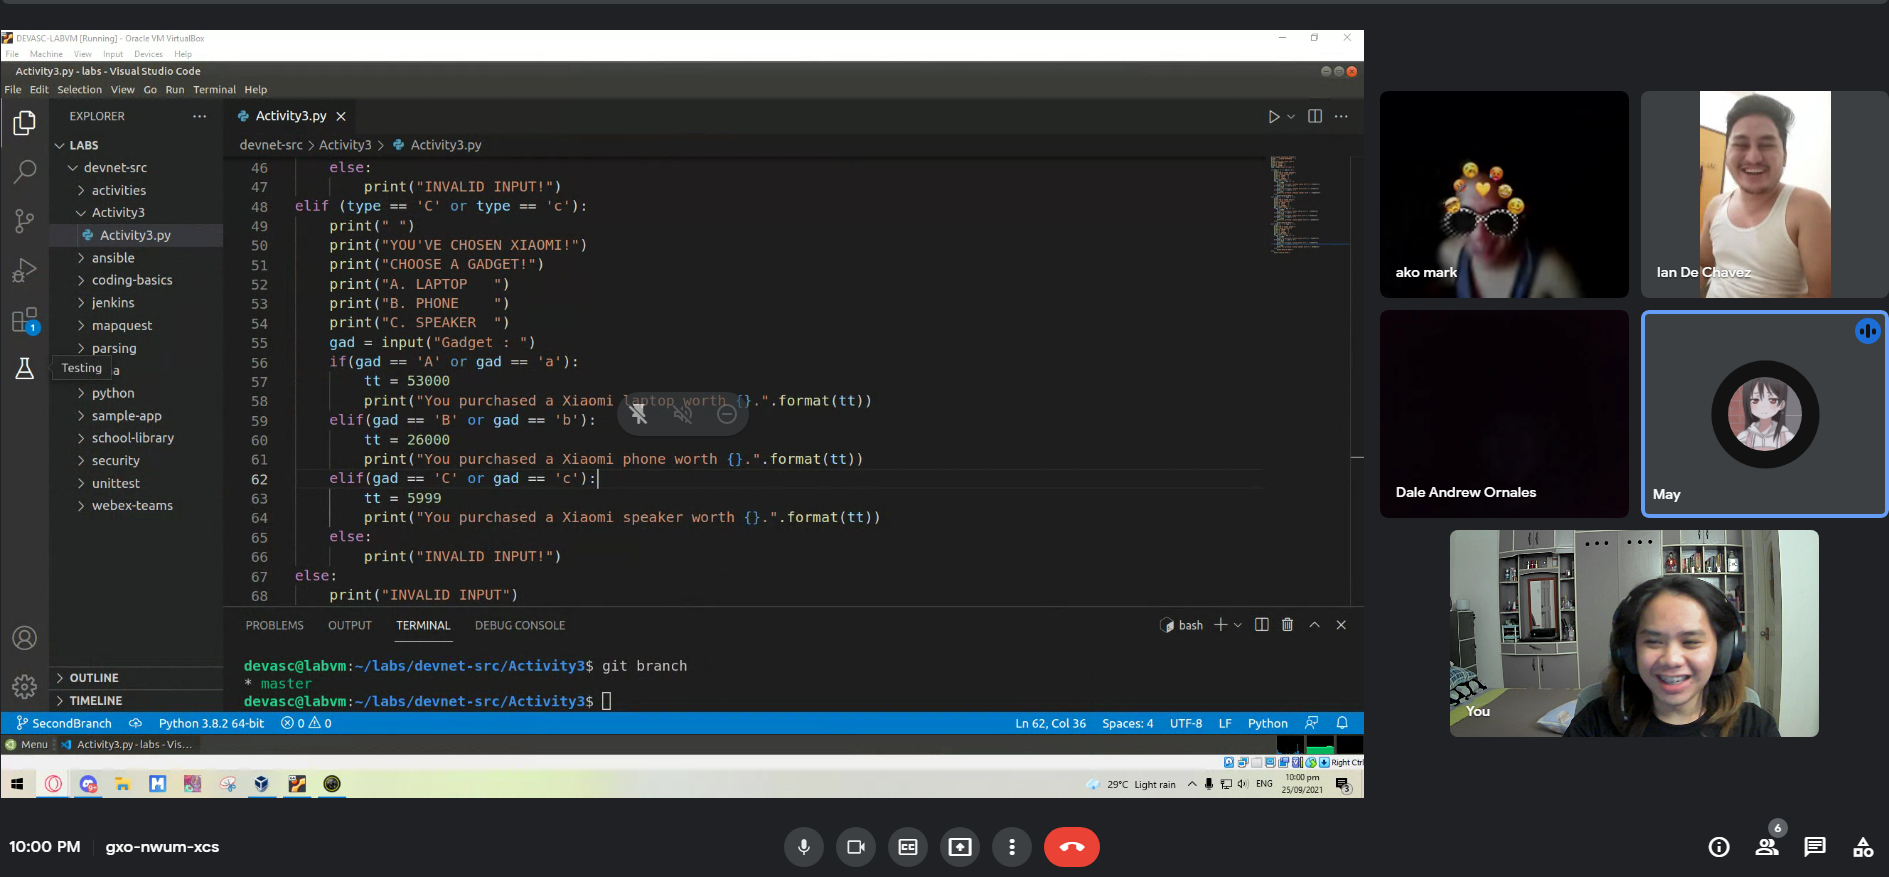 DEVASC-LABVM [Running] - Oracle VM VirtualBox
File Machine View Input Devices Help
Activity3.py - labs - Visual Studio Code
File Edit Selection View Go Run Terminal Help
EXPLORER
LABS
devnet-src
activities
Activity3
Activity3.py
ansible
coding-basics
jenkins
mapquest
parsing
Testing
python
sample-app
school-library
security
unittest
webex-teams
OUTLINE
TIMELINE
1
Activity3.py
devnet-src > Activity3 > Activity3.py
46 else:
47 print("INVALID INPUT!")
48 elif (type == 'C' or type == 'c'):
49 print(" ")
50 print("YOU'VE CHOSEN XIAOMI!")
51 print("CHOOSE A GADGET!")
52 print("A. LAPTOP   ")
53 print("B. PHONE    ")
54 print("C. SPEAKER  ")
55 gad = input("Gadget : ")
56 if(gad == 'A' or gad == 'a'):
57 tt = 53000
58 print("You purchased a Xiaomi laptop worth {}.".format(tt))
59 elif(gad == 'B' or gad == 'b'):
60 tt = 26000
61 print("You purchased a Xiaomi phone worth {}.".format(tt))
62 elif(gad == 'C' or gad == 'c'):
63 tt = 5999
64 print("You purchased a Xiaomi speaker worth {}.".format(tt))
65 else:
66 print("INVALID INPUT!")
67 else:
68 print("INVALID INPUT")
PROBLEMS OUTPUT TERMINAL DEBUG CONSOLE
bash
devasc@labvm:~/labs/devnet-src/Activity3$ git branch
* master
devasc@labvm:~/labs/devnet-src/Activity3$
SecondBranch Python 3.8.2 64-bit 0 0
Ln 62, Col 36 Spaces: 4 UTF-8 LF Python
Menu Activity3.py - labs - Vis...
Right Ctrl
29°C Light rain ENG
10:00 pm
25/09/2021
3
ako mark
Ian De Chavez
Dale Andrew Ornales
May
You
10:00 PM | gxo-nwum-xcs
CC
6